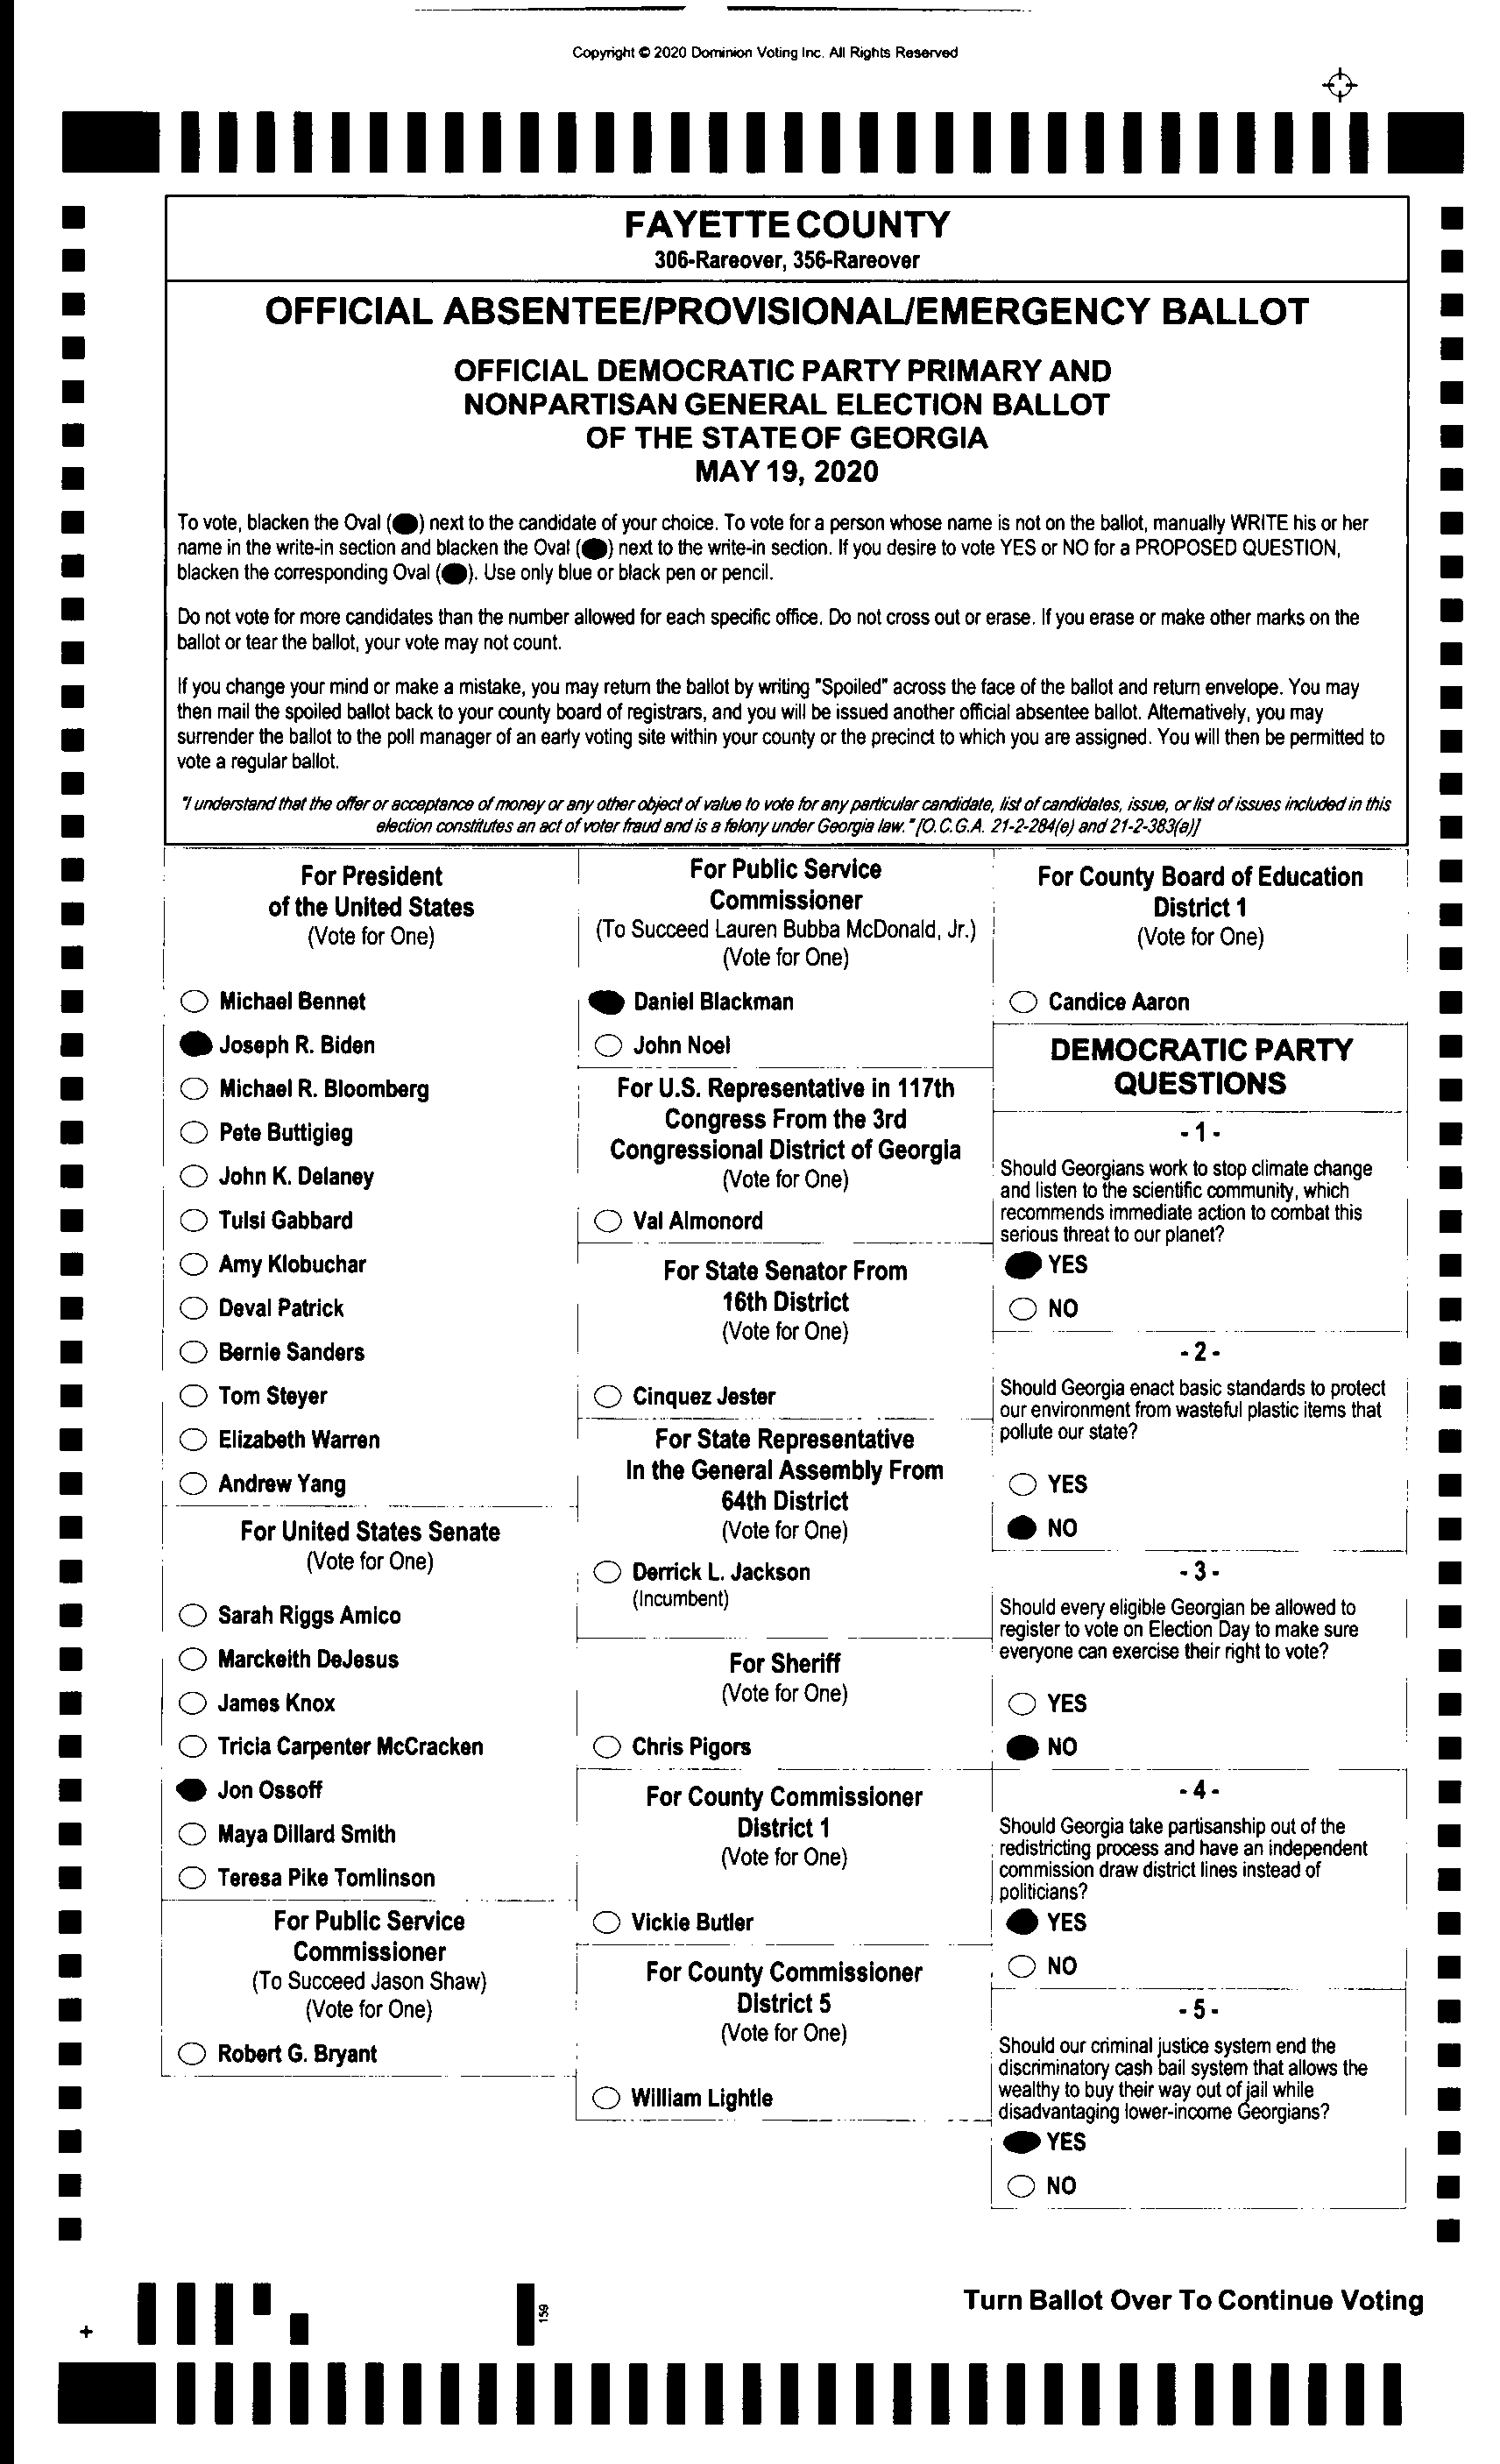 Copyright © 2020 Dominion Voting Inc. All Rights Reserved
FAYETTE COUNTY
306-Rareover, 356-Rareover
OFFICIAL ABSENTEE/PROVISIONAL/EMERGENCY BALLOT
OFFICIAL DEMOCRATIC PARTY PRIMARY AND
NONPARTISAN GENERAL ELECTION BALLOT
OF THE STATE OF GEORGIA
MAY 19, 2020
To vote, blacken the Oval ( ) next to the candidate of your choice. To vote for a person whose name is not on the ballot, manually WRITE his or her
name in the write-in section and blacken the Oval ( ) next to the write-in section. If you desire to vote YES or NO for a PROPOSED QUESTION,
blacken the corresponding Oval ( ). Use only blue or black pen or pencil.
Do not vote for more candidates than the number allowed for each specific office. Do not cross out or erase. If you erase or make other marks on the
ballot or tear the ballot, your vote may not count.
If you change your mind or make a mistake, you may return the ballot by writing "Spoiled" across the face of the ballot and return envelope. You may
then mail the spoiled ballot back to your county board of registrars, and you will be issued another official absentee ballot. Alternatively, you may
surrender the ballot to the poll manager of an early voting site within your county or the precinct to which you are assigned. You will then be permitted to
vote a regular ballot.
"I understand that the offer or acceptance of money or any other object of value to vote for any particular candidate, list of candidates, issue, or list of issues included in this
election constitutes an act of voter fraud and is a felony under Georgia law." [O.C.G.A. 21-2-284(e) and 21-2-383(a)]
For President
of the United States
(Vote for One)
Michael Bennet
Joseph R. Biden
Michael R. Bloomberg
Pete Buttigieg
John K. Delaney
Tulsi Gabbard
Amy Klobuchar
Deval Patrick
Bernie Sanders
Tom Steyer
Elizabeth Warren
Andrew Yang
For United States Senate
(Vote for One)
Sarah Riggs Amico
Marckeith DeJesus
James Knox
Tricia Carpenter McCracken
Jon Ossoff
Maya Dillard Smith
Teresa Pike Tomlinson
For Public Service
Commissioner
(To Succeed Jason Shaw)
(Vote for One)
Robert G. Bryant
For Public Service
Commissioner
(To Succeed Lauren Bubba McDonald, Jr.)
(Vote for One)
Daniel Blackman
John Noel
For U.S. Representative in 117th
Congress From the 3rd
Congressional District of Georgia
(Vote for One)
Val Almonord
For State Senator From
16th District
(Vote for One)
Cinquez Jester
For State Representative
In the General Assembly From
64th District
(Vote for One)
Derrick L. Jackson
(Incumbent)
For Sheriff
(Vote for One)
Chris Pigors
For County Commissioner
District 1
(Vote for One)
Vickie Butler
For County Commissioner
District 5
(Vote for One)
William Lightle
For County Board of Education
District 1
(Vote for One)
Candice Aaron
DEMOCRATIC PARTY
QUESTIONS
- 1 -
Should Georgians work to stop climate change
and listen to the scientific community, which
recommends immediate action to combat this
serious threat to our planet?
YES
NO
- 2 -
Should Georgia enact basic standards to protect
our environment from wasteful plastic items that
pollute our state?
YES
NO
- 3 -
Should every eligible Georgian be allowed to
register to vote on Election Day to make sure
everyone can exercise their right to vote?
YES
NO
- 4 -
Should Georgia take partisanship out of the
redistricting process and have an independent
commission draw district lines instead of
politicians?
YES
NO
- 5 -
Should our criminal justice system end the
discriminatory cash bail system that allows the
wealthy to buy their way out of jail while
disadvantaging lower-income Georgians?
YES
NO
Turn Ballot Over To Continue Voting
159
+